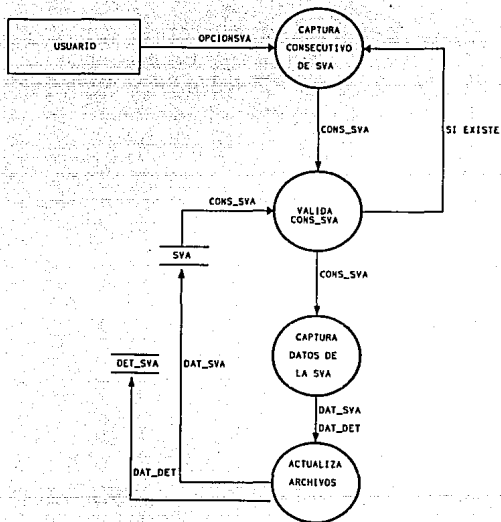 CAPTURA
CONSECUTIVO
DE SVA
USUARIO
OPCIONSVA
CONS_SVA
SI EXISTE
CONS_SVA
VALIDA
CONS_SVA
SVA
CONS_SVA
CAPTURA
DATOS DE
LA SVA
DET_SVA
DAT_SVA
DAT_SVA
DAT_DET
ACTUALIZA
ARCHIVOS
DAT_DET